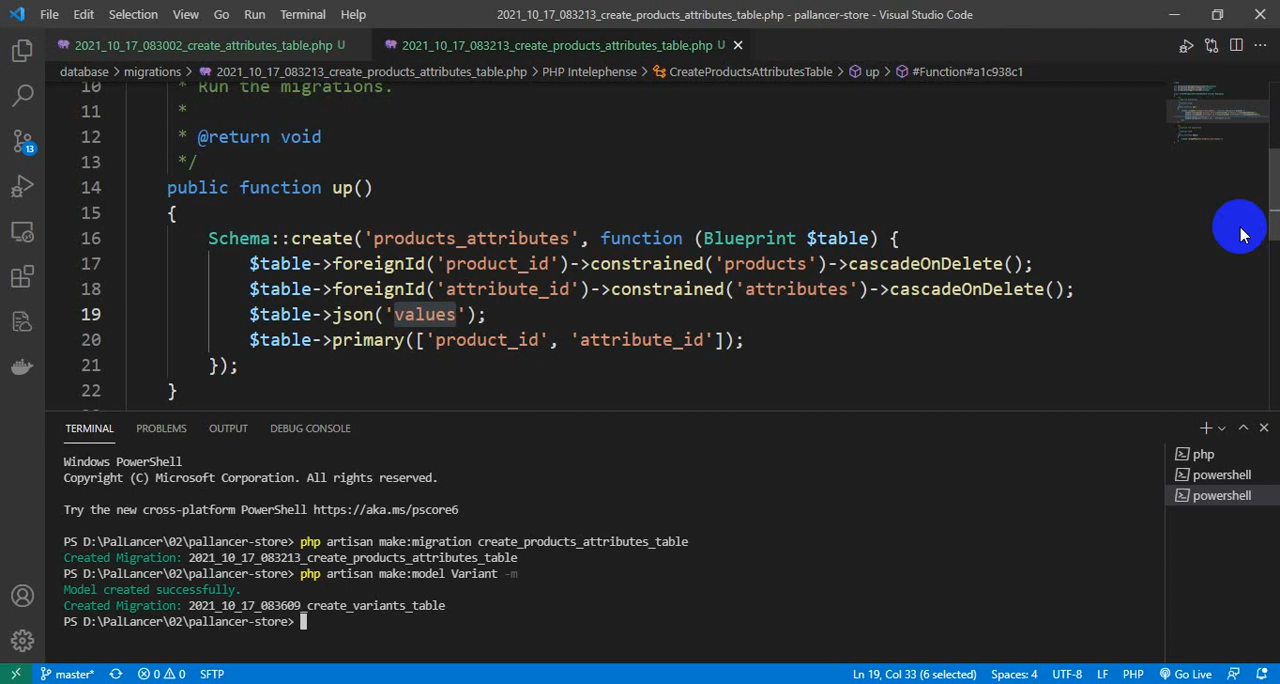 File Edit Selection View Go Run Terminal Help 2021_10_17_083213_create_products_attributes_table.php - pallancer-store - Visual Studio Code
2021_10_17_083002_create_attributes_table.php U 2021_10_17_083213_create_products_attributes_table.php U
database > migrations > 2021_10_17_083213_create_products_attributes_table.php > PHP Intelephense > CreateProductsAttributesTable > up > #Function#a1c938c1
10 * Run the migrations.
11 *
12 * @return void
13 */
14 public function up()
15 {
16 Schema::create('products_attributes', function (Blueprint $table) {
17 $table->foreignId('product_id')->constrained('products')->cascadeOnDelete();
18 $table->foreignId('attribute_id')->constrained('attributes')->cascadeOnDelete();
19 $table->json('values');
20 $table->primary(['product_id', 'attribute_id']);
21 });
22 }
13
TERMINAL PROBLEMS OUTPUT DEBUG CONSOLE
Windows PowerShell
Copyright (C) Microsoft Corporation. All rights reserved.
Try the new cross-platform PowerShell https://aka.ms/pscore6
PS D:\PalLancer\02\pallancer-store> php artisan make:migration create_products_attributes_table
Created Migration: 2021_10_17_083213_create_products_attributes_table
PS D:\PalLancer\02\pallancer-store> php artisan make:model Variant -m
Model created successfully.
Created Migration: 2021_10_17_083609_create_variants_table
PS D:\PalLancer\02\pallancer-store>
php
powershell
powershell
master* 0 0 SFTP Ln 19, Col 33 (6 selected) Spaces: 4 UTF-8 LF PHP Go Live